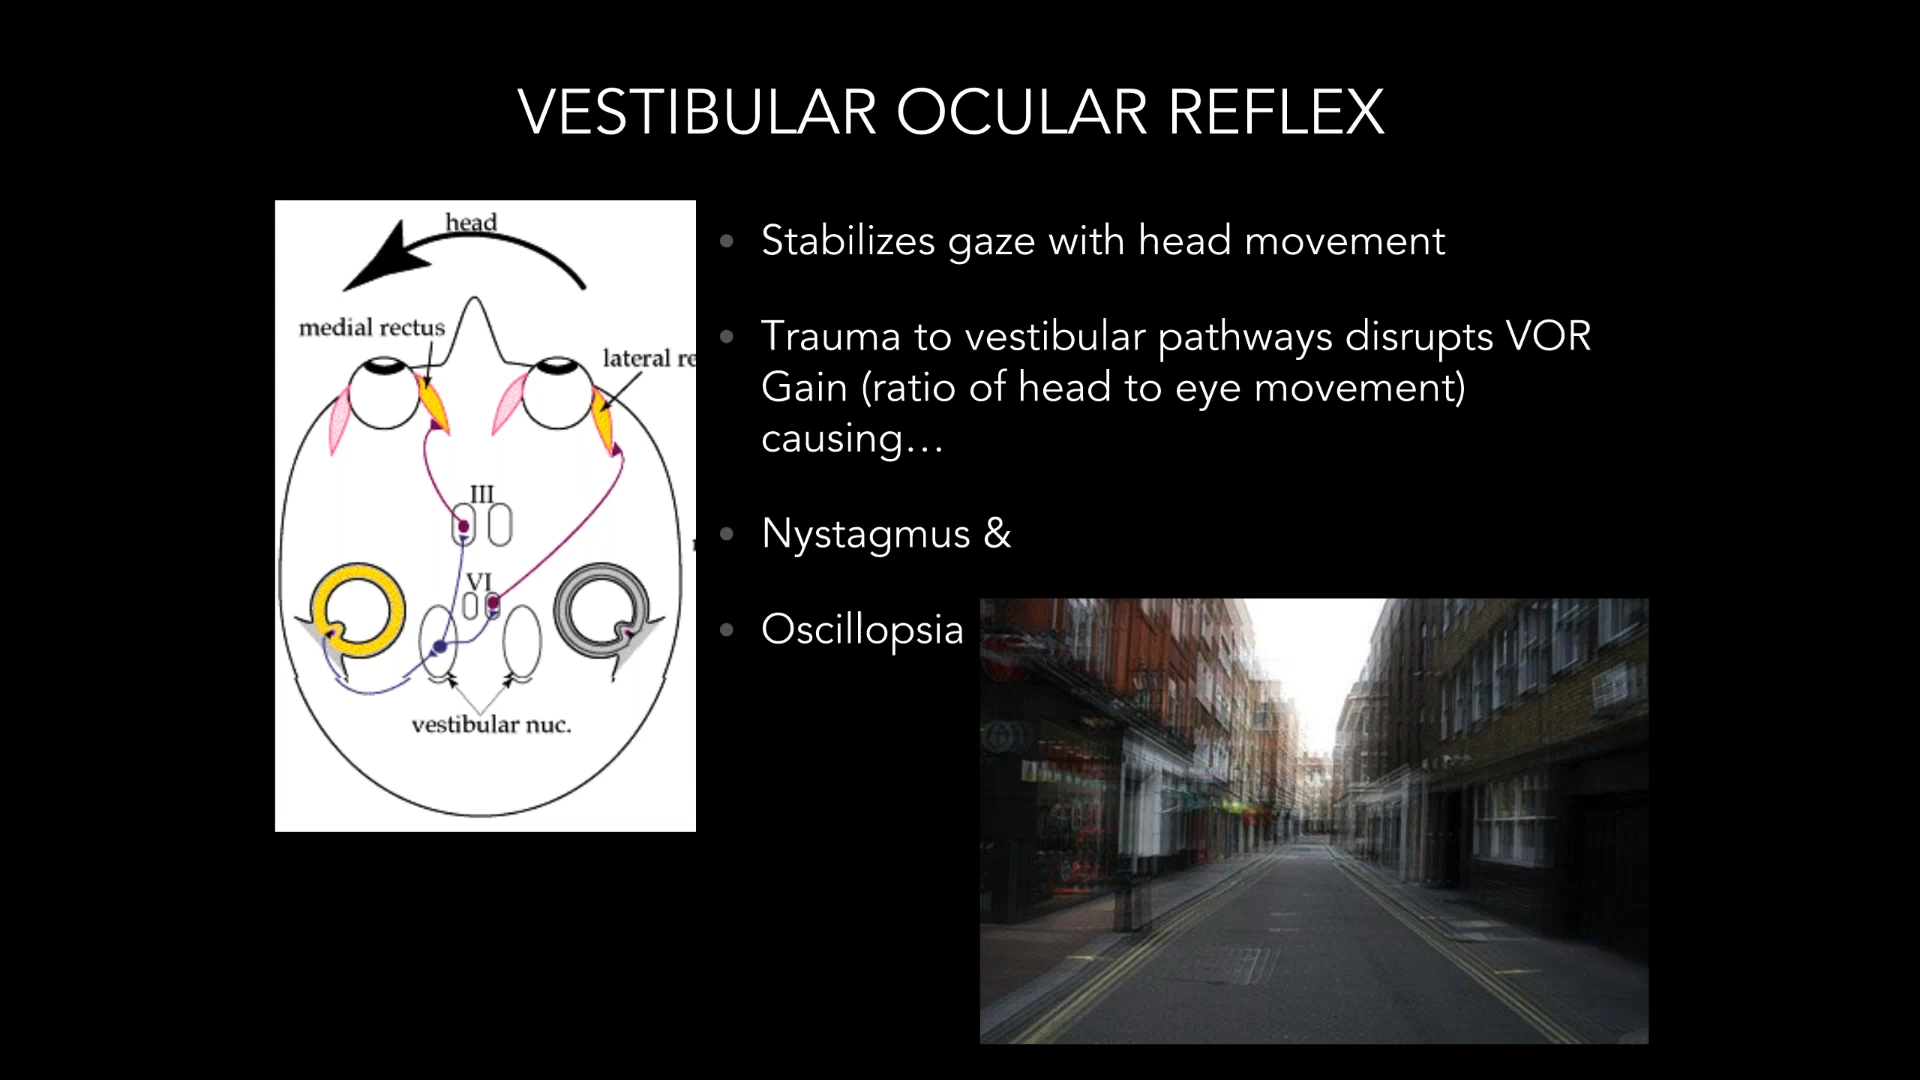 VESTIBULAR OCULAR REFLEX
head
medial rectus
lateral re
III
VI
vestibular nuc.
• Stabilizes gaze with head movement
• Trauma to vestibular pathways disrupts VOR
Gain (ratio of head to eye movement)
causing…
• Nystagmus &
• Oscillopsia